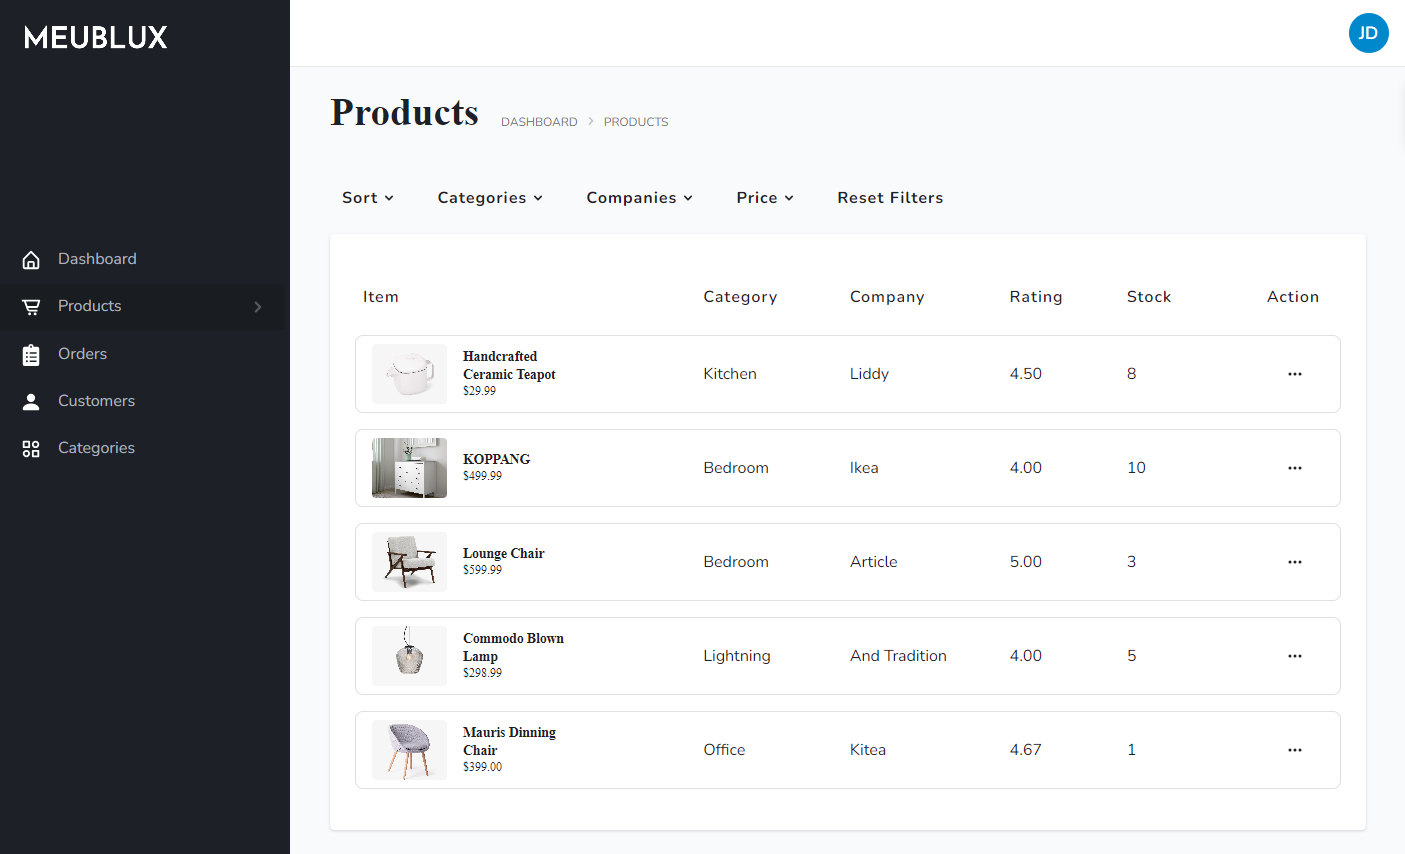 MEUBLUX
JD
Dashboard
Products
Orders
Customers
Categories
Products DASHBOARD PRODUCTS
Sort Categories Companies Price Reset Filters
Item Category Company Rating Stock Action
Handcrafted
Ceramic Teapot
$29.99
Kitchen Liddy 4.50 8
KOPPANG
$499.99
Bedroom Ikea 4.00 10
Lounge Chair
$599.99
Bedroom Article 5.00 3
Commodo Blown
Lamp
$298.99
Lightning And Tradition 4.00 5
Mauris Dinning
Chair
$399.00
Office Kitea 4.67 1